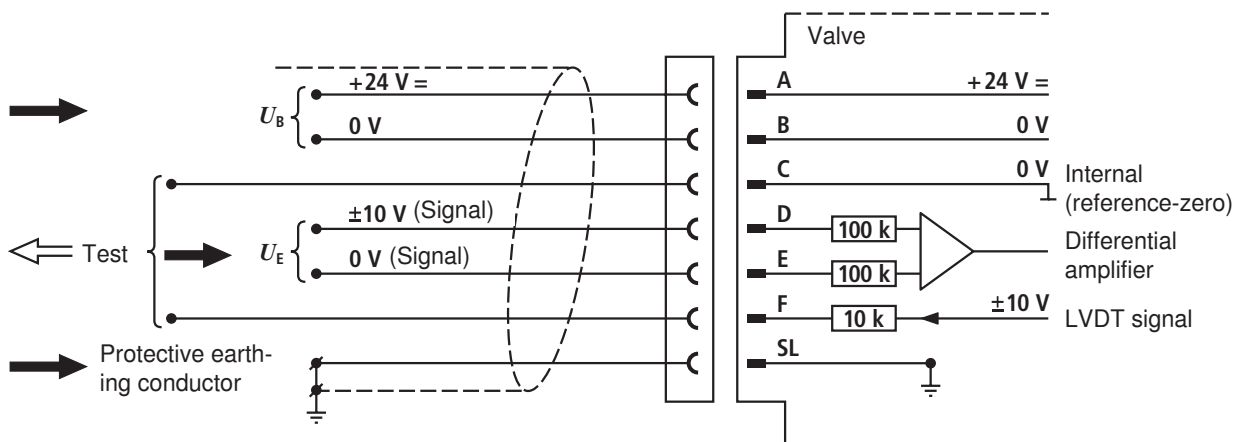 Valve
+24 V =
U_B
0 V
Test
±10 V (Signal)
U_E
0 V (Signal)
Protective earth-
ing conductor
A
+24 V =
B
0 V
C
0 V
Internal
(reference-zero)
D
100 k
E
100 k
Differential
amplifier
F
10 k
±10 V
LVDT signal
SL